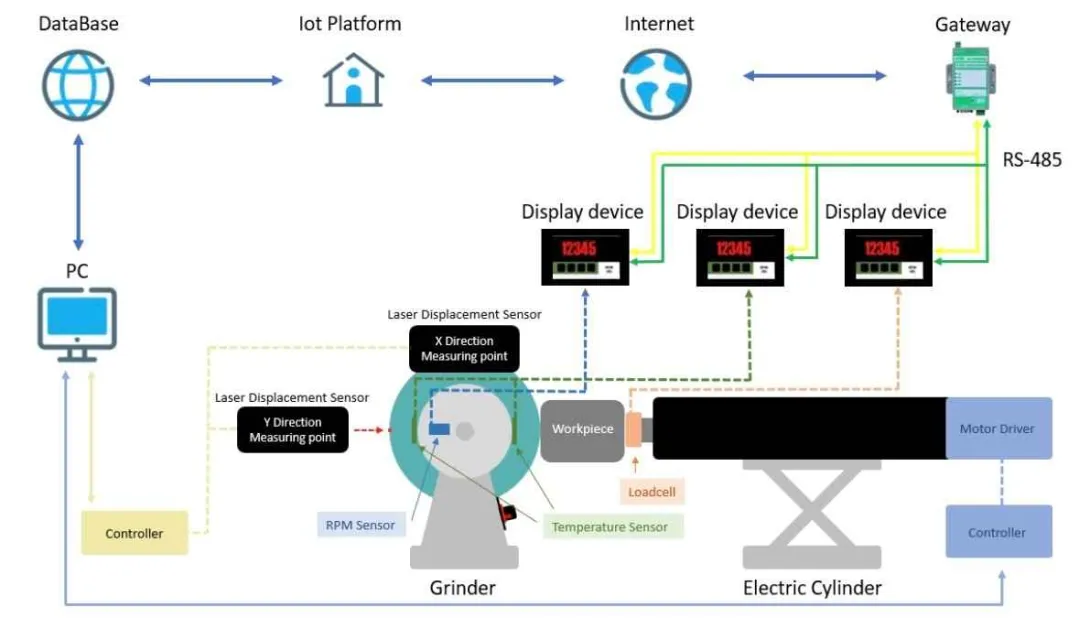 DataBase
Iot Platform
Internet
Gateway
RS-485
Display device
Display device
Display device
12345
12345
12345
PC
Laser Displacement Sensor
X Direction
Measuring point
Laser Displacement Sensor
Y Direction
Measuring point
Workpiece
Motor Driver
Loadcell
Controller
RPM Sensor
Temperature Sensor
Controller
Grinder
Electric Cylinder